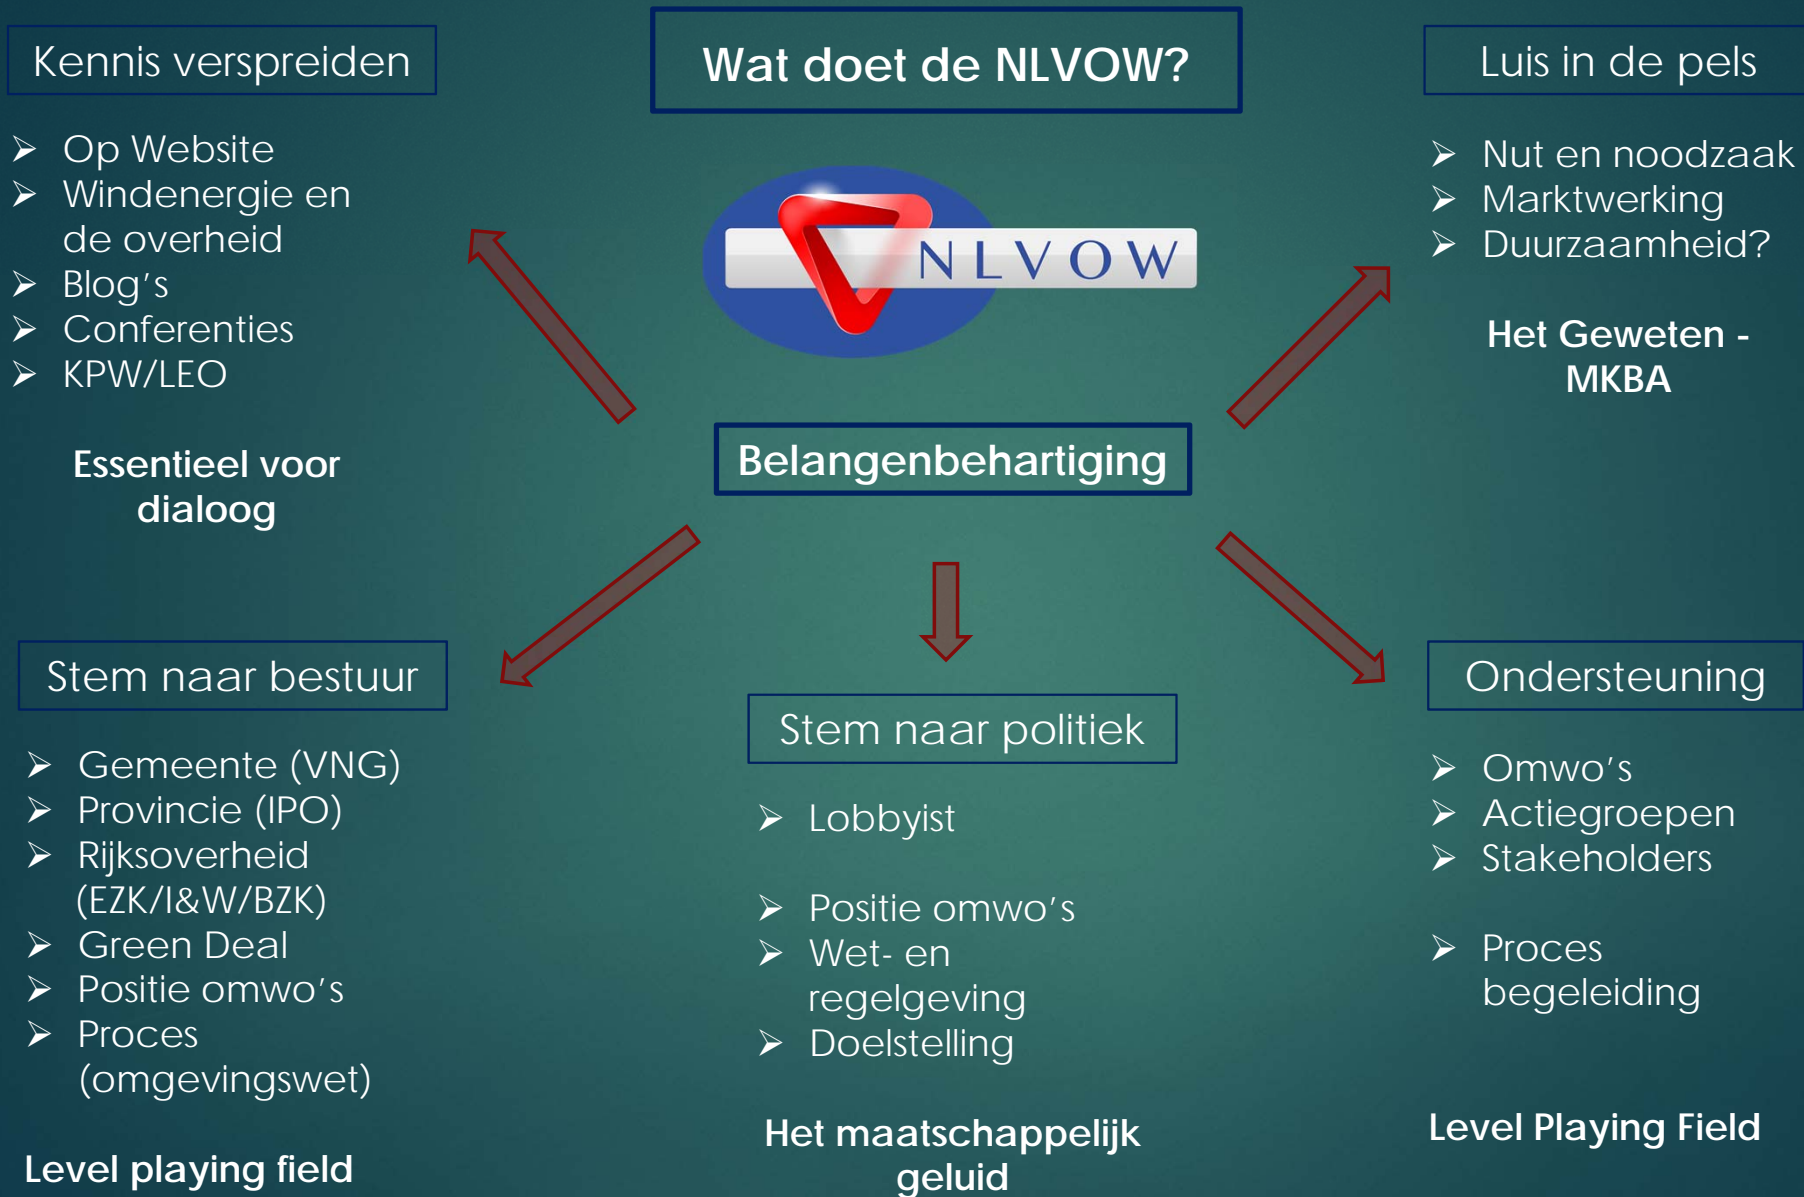 Wat doet de NLVOW?
NLVOW
Belangenbehartiging
Kennis verspreiden
➢ Op Website
➢ Windenergie en
de overheid
➢ Blog's
➢ Conferenties
➢ KPW/LEO
Essentieel voor
dialoog
Luis in de pels
➢ Nut en noodzaak
➢ Marktwerking
➢ Duurzaamheid?
Het Geweten -
MKBA
Stem naar bestuur
➢ Gemeente (VNG)
➢ Provincie (IPO)
➢ Rijksoverheid
(EZK/I&W/BZK)
➢ Green Deal
➢ Positie omwo's
➢ Proces
(omgevingswet)
Level playing field
Stem naar politiek
➢ Lobbyist
➢ Positie omwo's
➢ Wet- en
regelgeving
➢ Doelstelling
Het maatschappelijk
geluid
Ondersteuning
➢ Omwo's
➢ Actiegroepen
➢ Stakeholders
➢ Proces
begeleiding
Level Playing Field